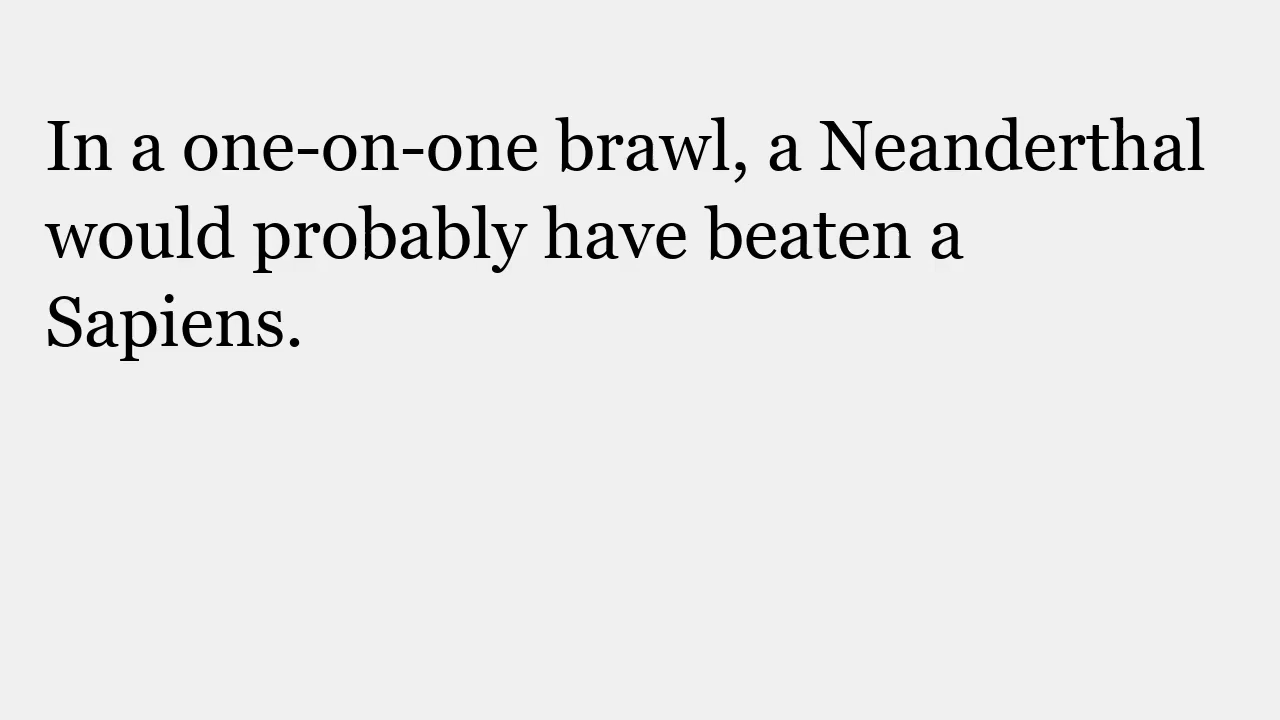 In a one-on-one brawl, a Neanderthal
would probably have beaten a
Sapiens.